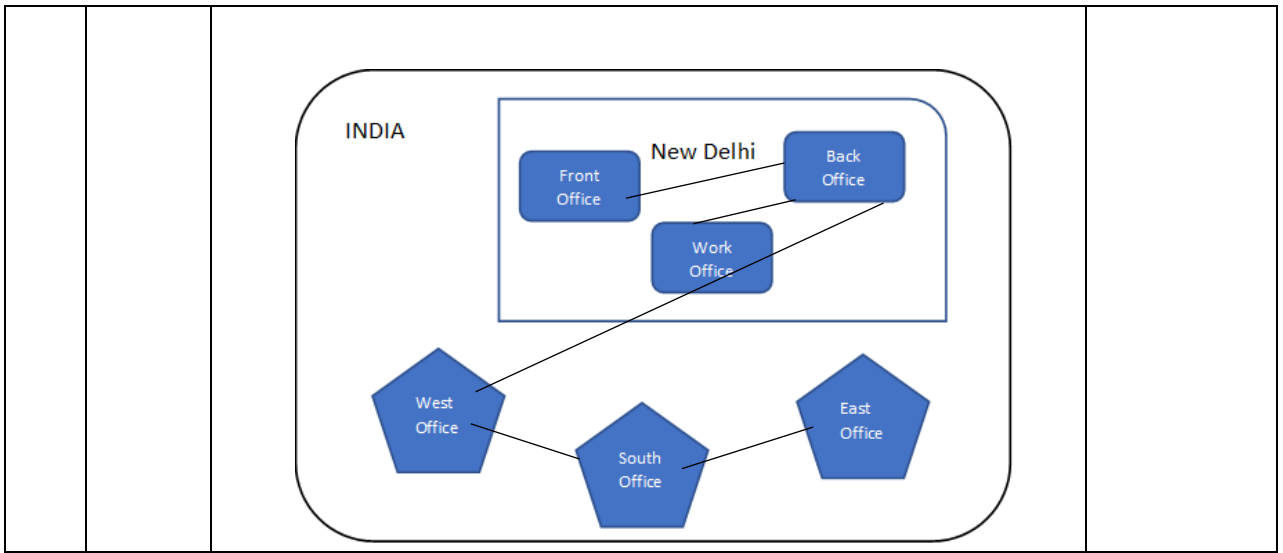 INDIA
New Delhi
Front
Office
Back
Office
Work
Office
West
Office
South
Office
East
Office